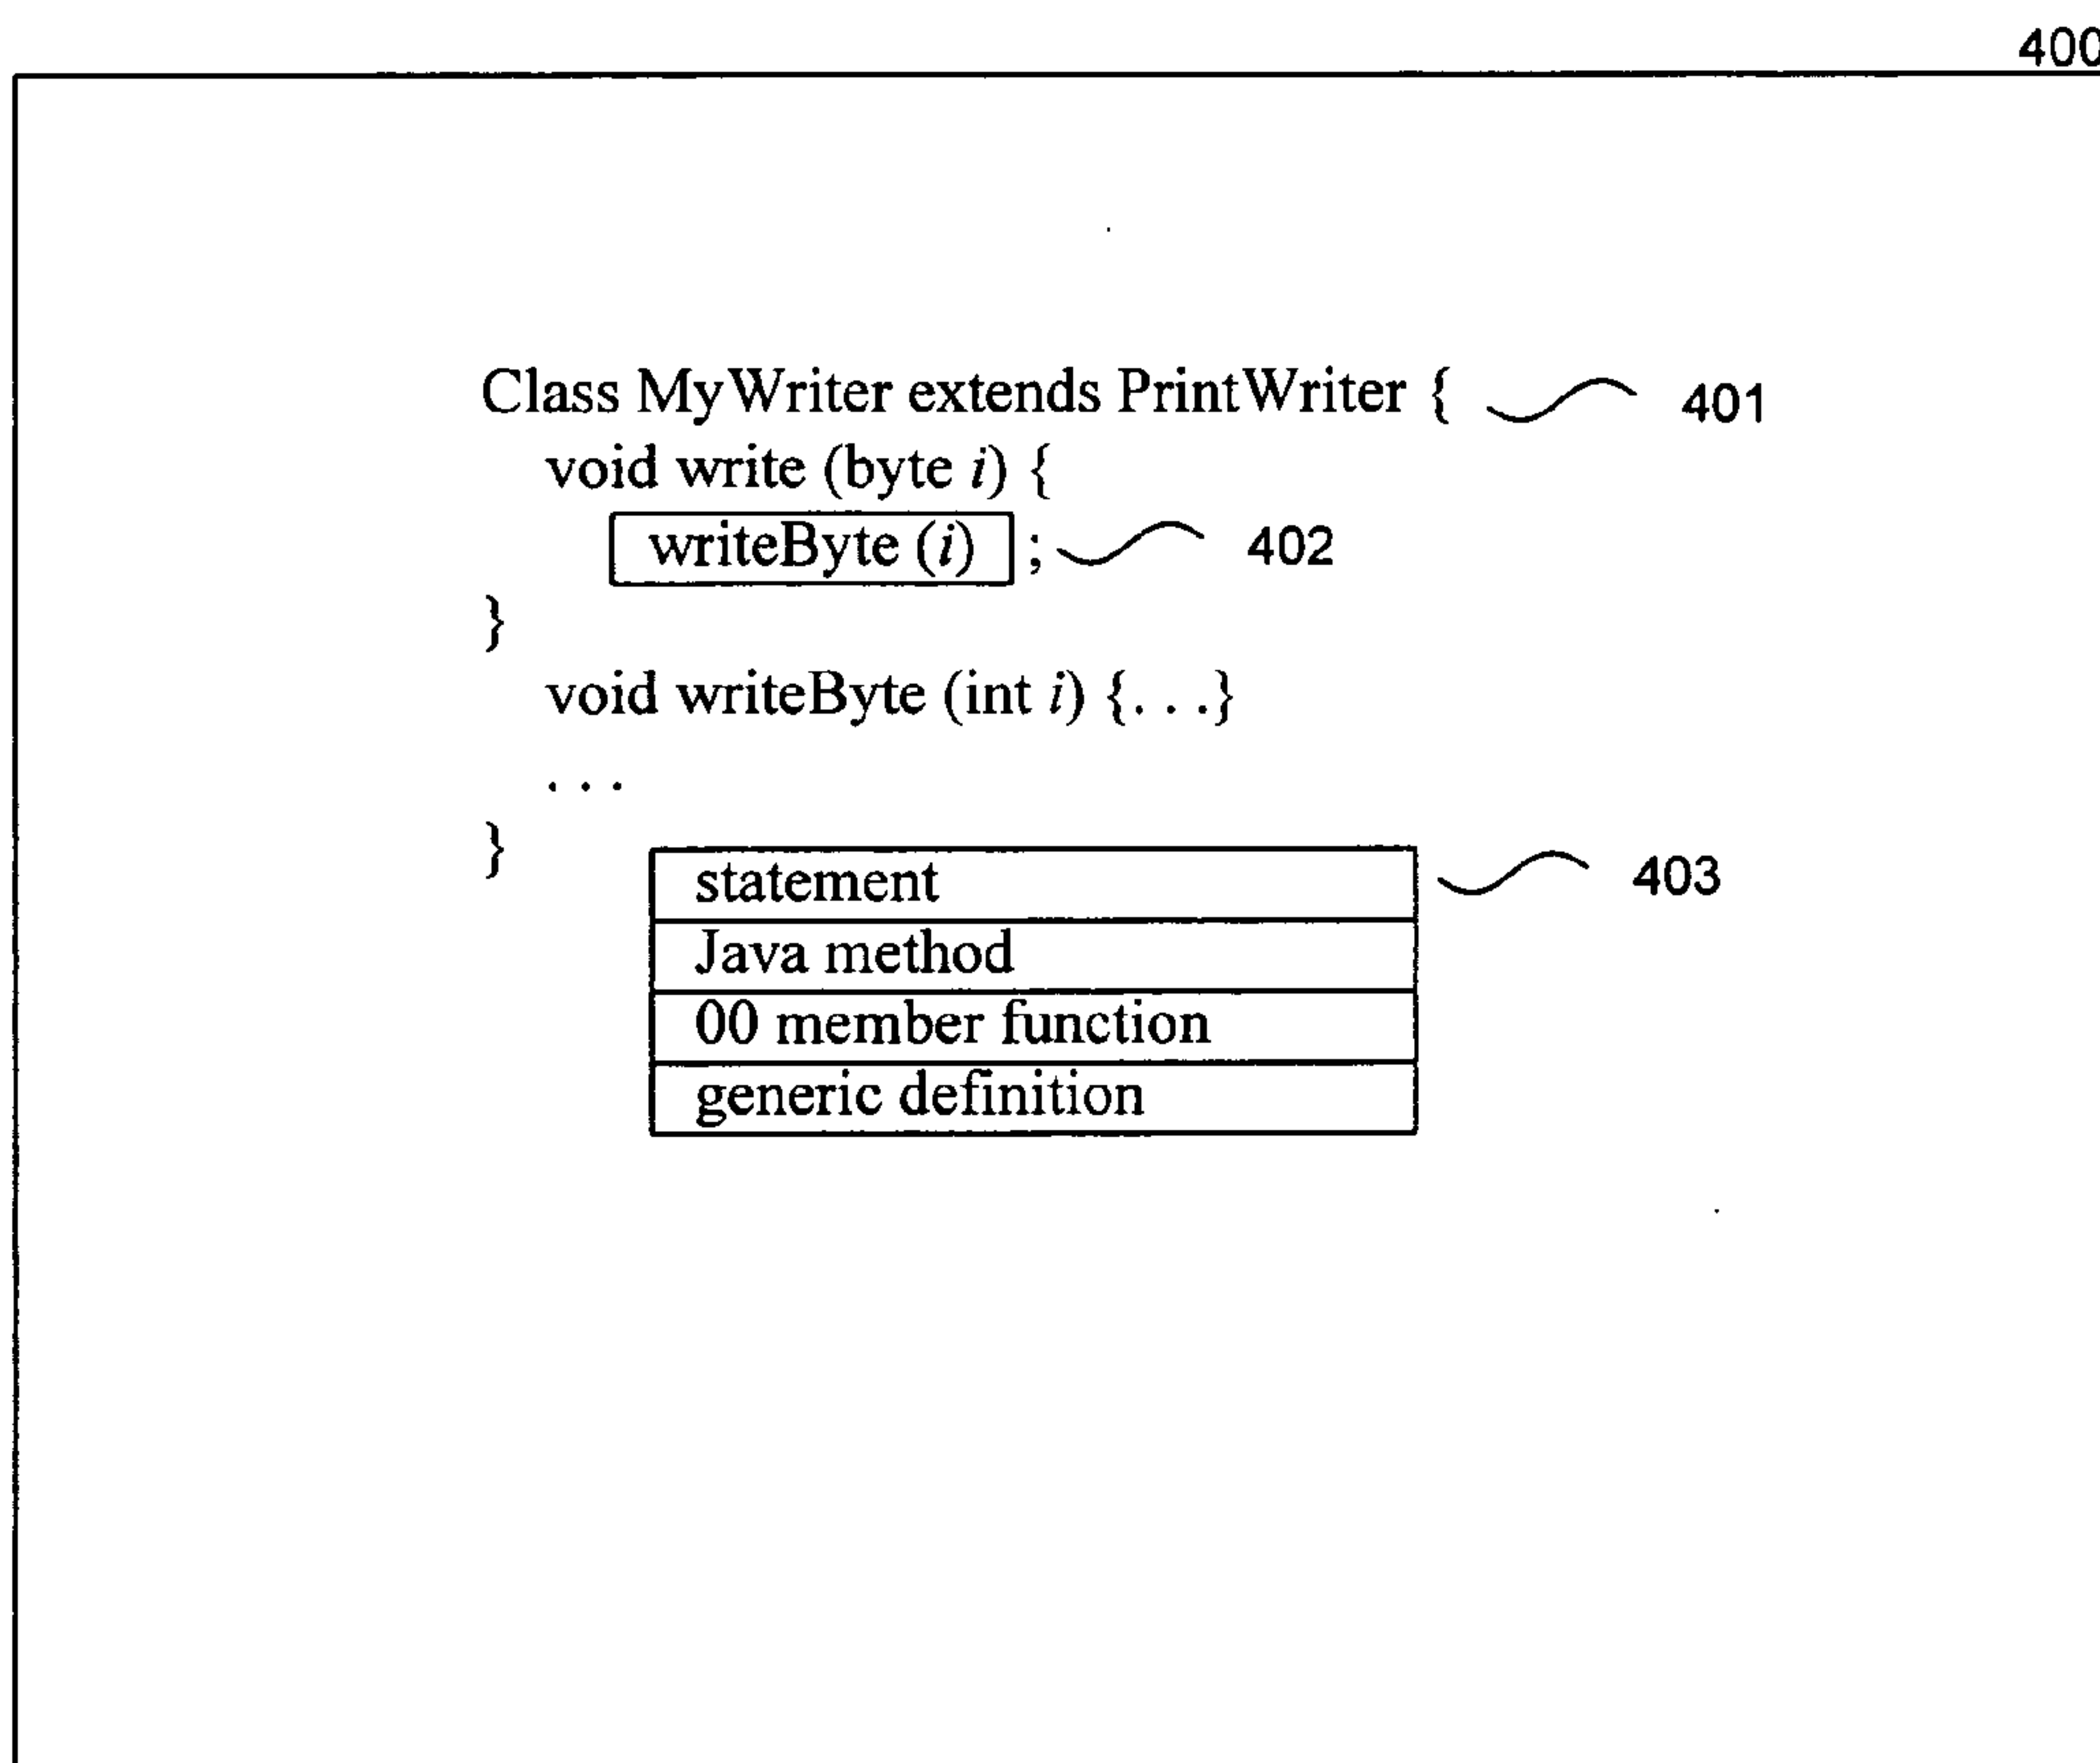 400
Class MyWriter extends PrintWriter { 401
void write (byte i) {
writeByte (i) ; 402
}
void writeByte (int i) {. . .}
. . .
}
statement 403
Java method
00 member function
generic definition